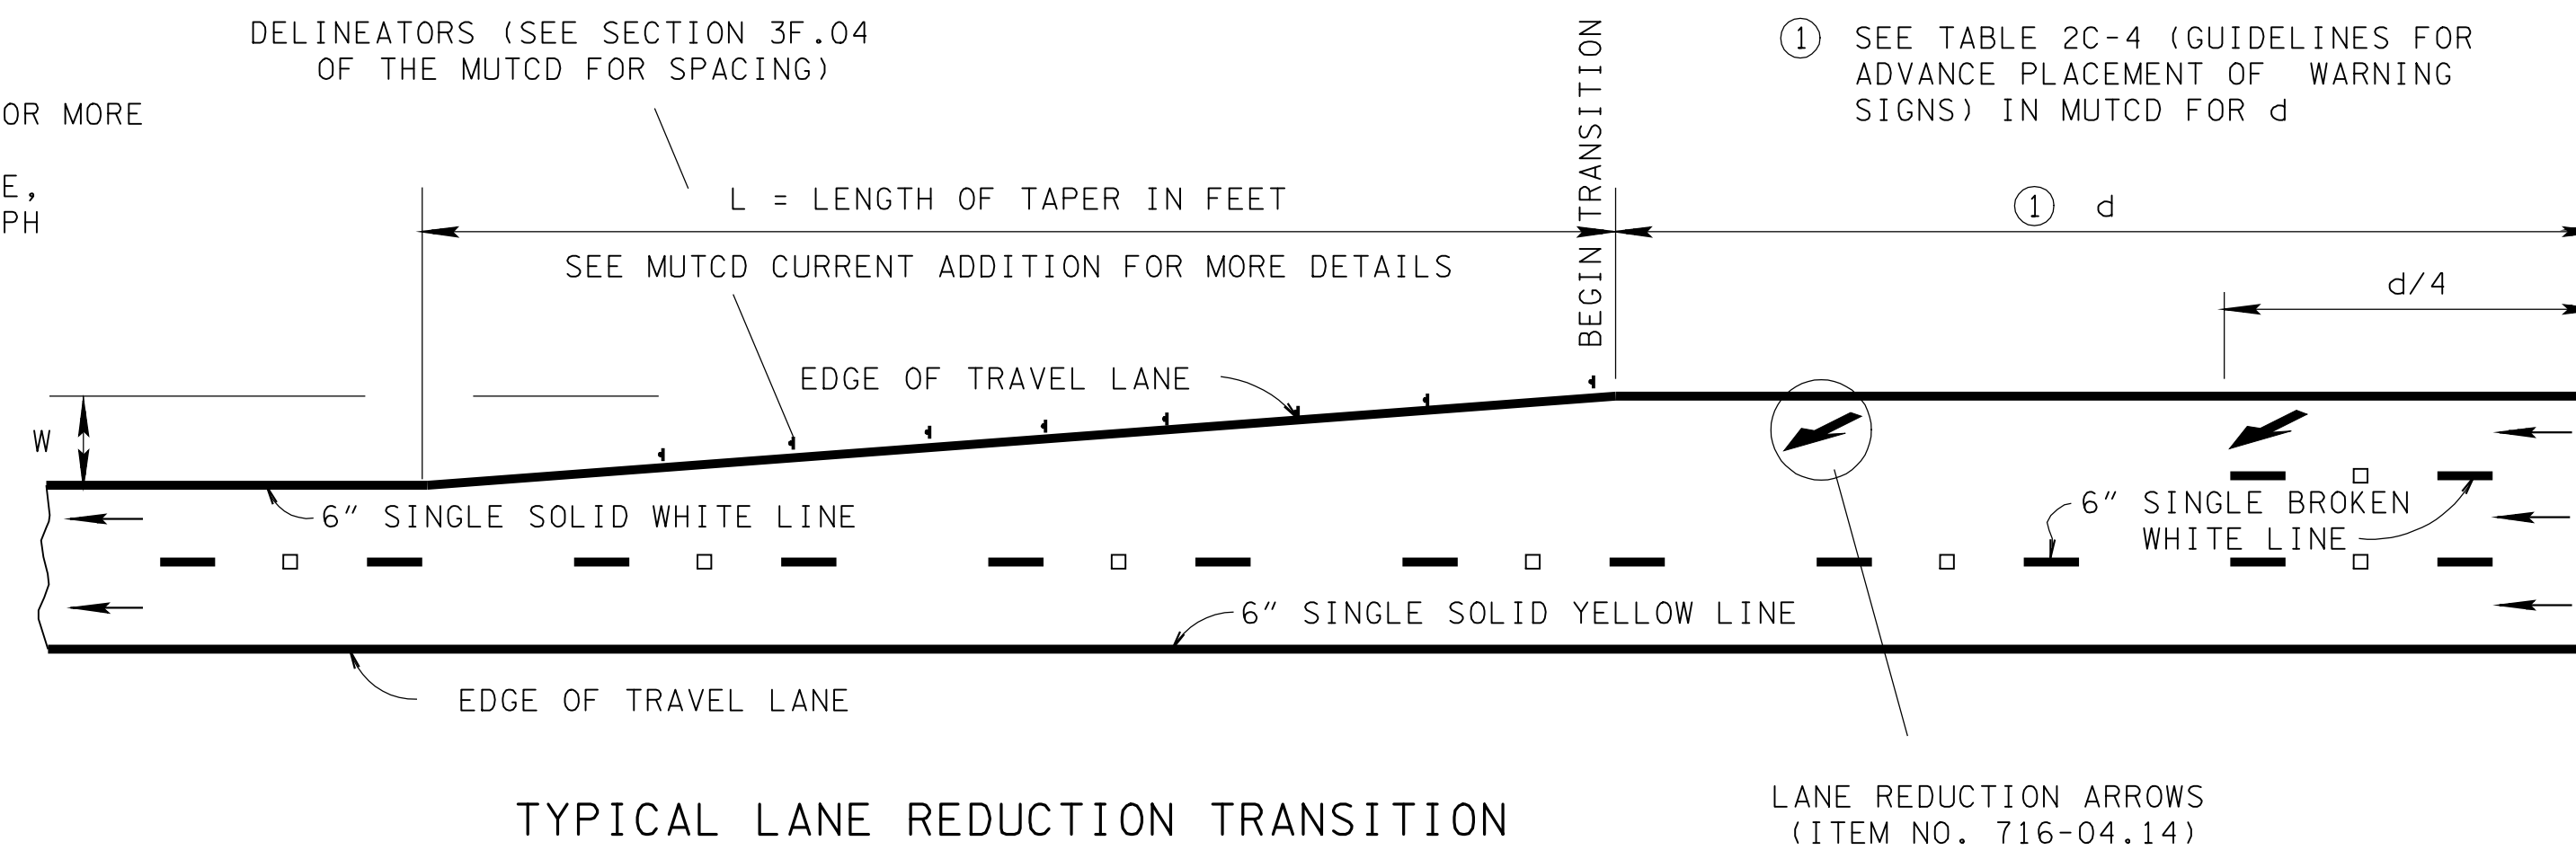 DELINEATORS (SEE SECTION 3F.04
OF THE MUTCD FOR SPACING)
OR MORE
E,
PH
BEGIN TRANSITION
1 SEE TABLE 2C-4 (GUIDELINES FOR
ADVANCE PLACEMENT OF WARNING
SIGNS) IN MUTCD FOR d
L = LENGTH OF TAPER IN FEET
1 d
SEE MUTCD CURRENT ADDITION FOR MORE DETAILS
d/4
EDGE OF TRAVEL LANE
W
6" SINGLE SOLID WHITE LINE
6" SINGLE BROKEN
WHITE LINE
6" SINGLE SOLID YELLOW LINE
EDGE OF TRAVEL LANE
TYPICAL LANE REDUCTION TRANSITION
LANE REDUCTION ARROWS
(ITEM NO. 716-04.14)